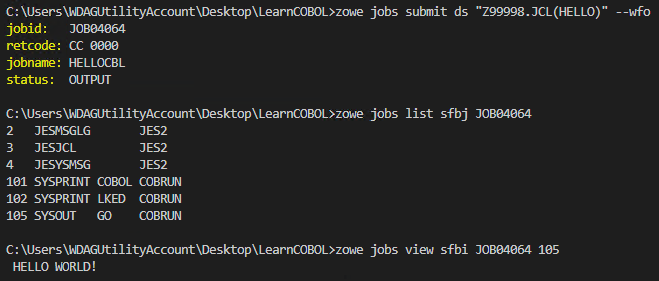 C:\Users\WDAGUtilityAccount\Desktop\LearnCOBOL>zowe jobs submit ds "Z99998.JCL(HELLO)" --wfo
jobid:   JOB04064
retcode: CC 0000
jobname: HELLOCBL
status:  OUTPUT
C:\Users\WDAGUtilityAccount\Desktop\LearnCOBOL>zowe jobs list sfbj JOB04064
2   JESMSGLG       JES2
3   JESJCL         JES2
4   JESYSMSG       JES2
101 SYSPRINT COBOL COBRUN
102 SYSPRINT LKED  COBRUN
105 SYSOUT   GO    COBRUN
C:\Users\WDAGUtilityAccount\Desktop\LearnCOBOL>zowe jobs view sfbi JOB04064 105
 HELLO WORLD!